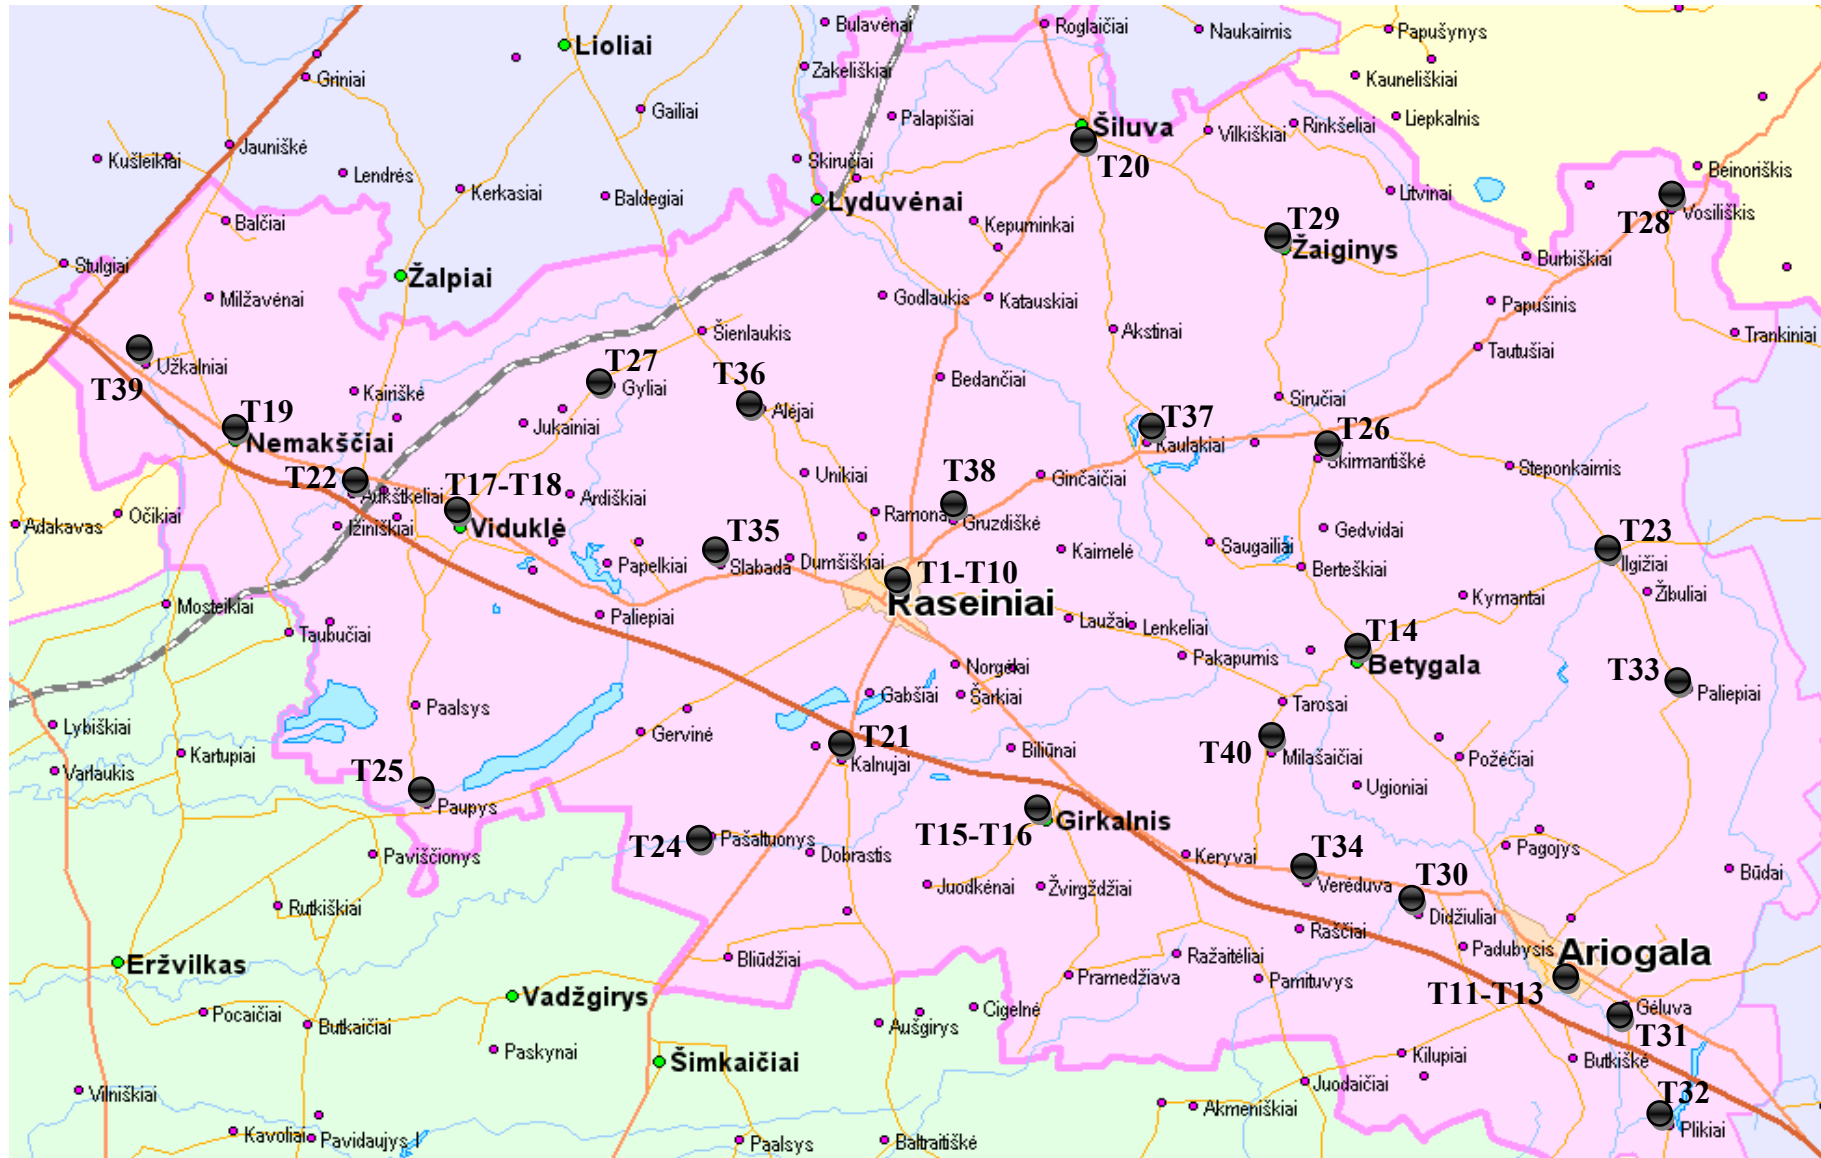 Bulavėnai
Roglaičiai
Naukaimis
Papušynys
Lioliai
Zakeliškiai
Griniai
Kauneliškiai
Gailiai
Palapišiai
Šiluva
Vilkiškiai
Rinkšeliai
Liepkalnis
Jauniškė
Kušleikiai
Skiručiai
T20
Lendrės
Beinoriškis
Kerkasiai
Baldegiai
Lyduvėnai
Litvinai
Balčiai
Kepurninkai
T29
T28
Vosiliškis
Žaiginys
Stulgiai
Žalpiai
Burbiškiai
Milžavėnai
Godlaukis
Katauskiai
Papušinis
Šienlaukis
Akstinai
Trankiniai
Tautušiai
Užkalniai
T39
T27
T36
Gyliai
Kairiškė
Bedančiai
Siručiai
T19
Alėjai
T37
Jukainiai
T26
Nemakščiai
Kaulakiai
Skirmantiškė
Steponkaimis
T22
Unikiai
Ginčaičiai
T38
Aukštkeliai
T17-T18
Ardiškiai
Očikiai
Ramonai
Gruzdiškė
Adakavas
Ižiniškiai
Viduklė
T35
Gedvidai
T23
Kaimelė
Saugailiai
Papelkiai
Slabada
Dumšiškiai
Ilgižiai
Berteškiai
T1-T10
Raseiniai
Žibuliai
Kymantai
Mosteikiai
Paliepiai
Laužai
Lenkeliai
Taubučiai
T14
Pakapurnis
Betygala
Norgėlai
T33
Gabšiai
Šarkiai
Paliepiai
Paalsys
Tarosai
Lybiškiai
Gervinė
T21
Biliūnai
T40
Kartupiai
Milašaičiai
Požėčiai
Kalnujai
Varlaukis
T25
Ugioniai
Paupys
Girkalnis
T15-T16
T24
Pašaltuonys
Dobrastis
Keryvai
T34
Pagojys
Paviščionys
Būdai
Juodkėnai
Žvirgždžiai
Verėduva
T30
Rutkiškiai
Didžiuliai
Raščiai
Padubysis
Ariogala
Eržvilkas
Bliūdžiai
Ražaitėliai
Pramedžiava
Pamituvys
T11-T13
Vadžgirys
Gėluva
Pocaičiai
Cigelnė
Butkaičiai
Aušgirys
T31
Paskynai
Šimkaičiai
Kilupiai
Butkiškė
Juodaičiai
Vilniškiai
T32
Akmeniškiai
Kavoliai
Pavidaujys I
Paalsys
Baltraitiškė
Plikiai